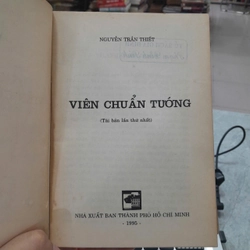 NGUYỄN TRẦN THIẾT
VIÊN CHUẨN TƯỚNG
(Tái bản lần thứ nhất)
NHÀ XUẤT BẢN THÀNH PHỐ HỒ CHÍ MINH